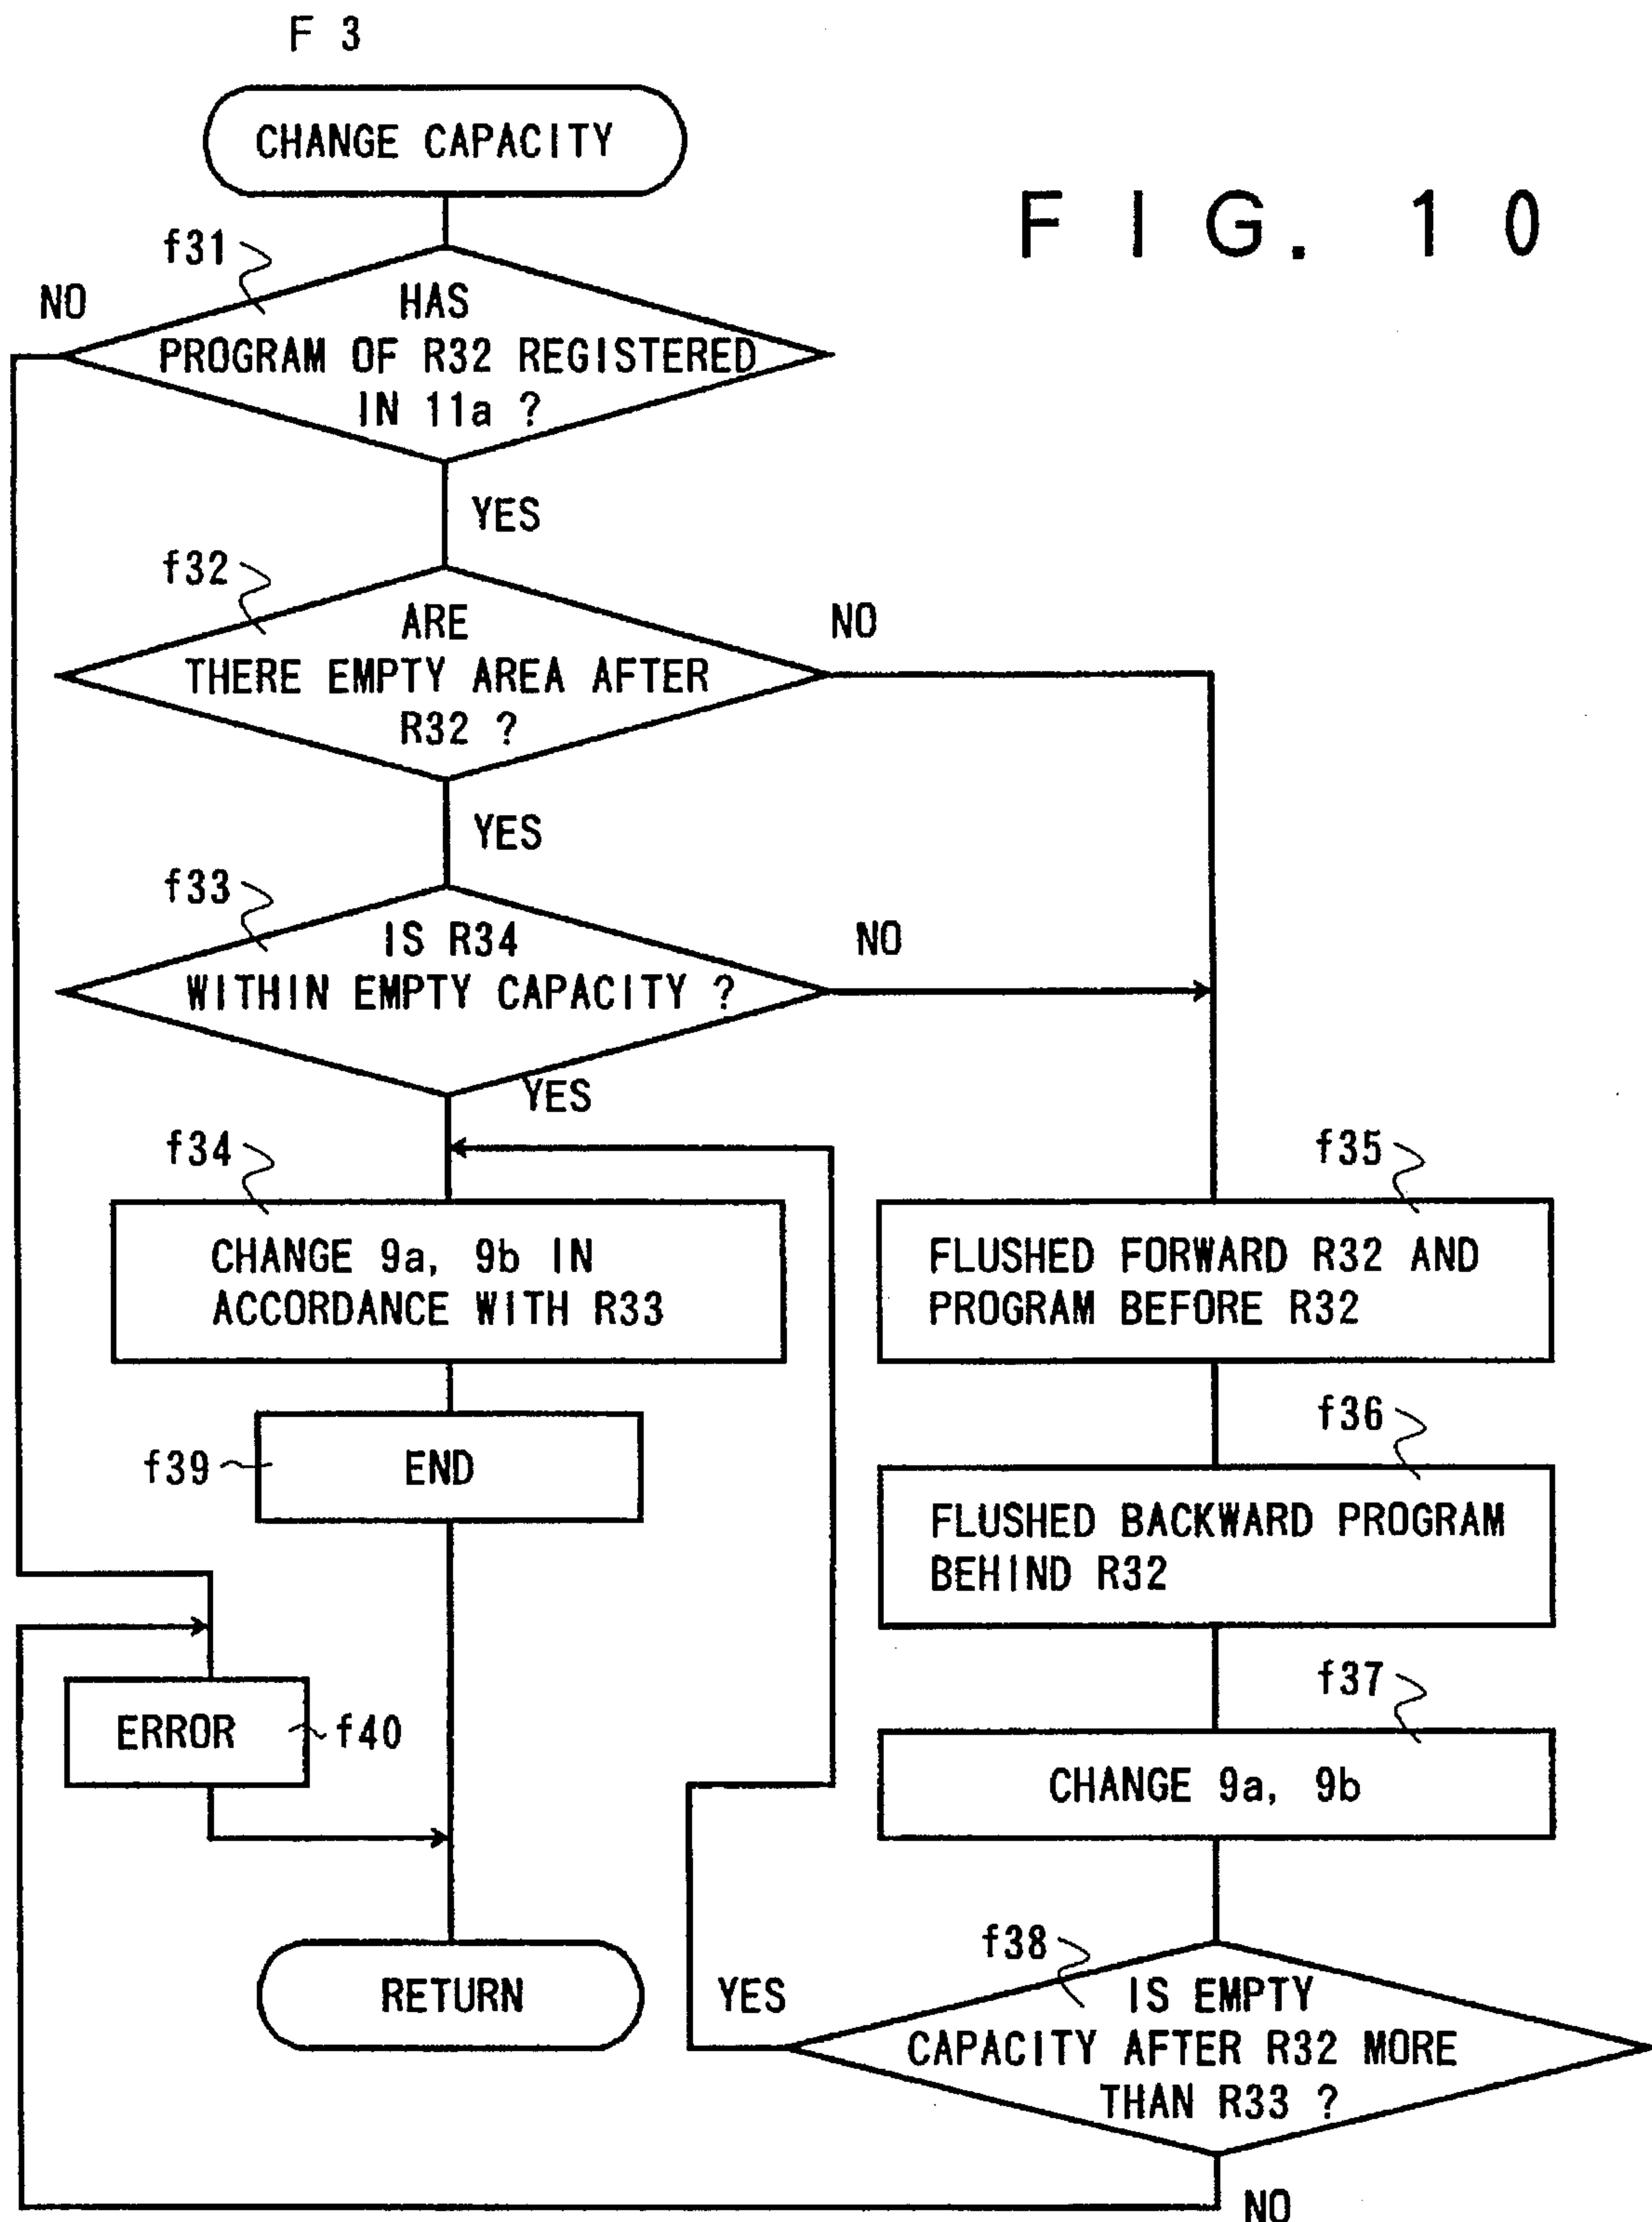 F 3
CHANGE CAPACITY
FIG. 10
f31
NO
HAS
PROGRAM OF R32 REGISTERED
IN 11a ?
YES
f32
ARE
THERE EMPTY AREA AFTER
R32 ?
NO
YES
f33
IS R34
WITHIN EMPTY CAPACITY ?
NO
YES
f34
CHANGE 9a, 9b IN
ACCORDANCE WITH R33
f35
FLUSHED FORWARD R32 AND
PROGRAM BEFORE R32
f39
END
f36
FLUSHED BACKWARD PROGRAM
BEHIND R32
ERROR
f40
f37
CHANGE 9a, 9b
RETURN
f38
YES
IS EMPTY
CAPACITY AFTER R32 MORE
THAN R33 ?
NO